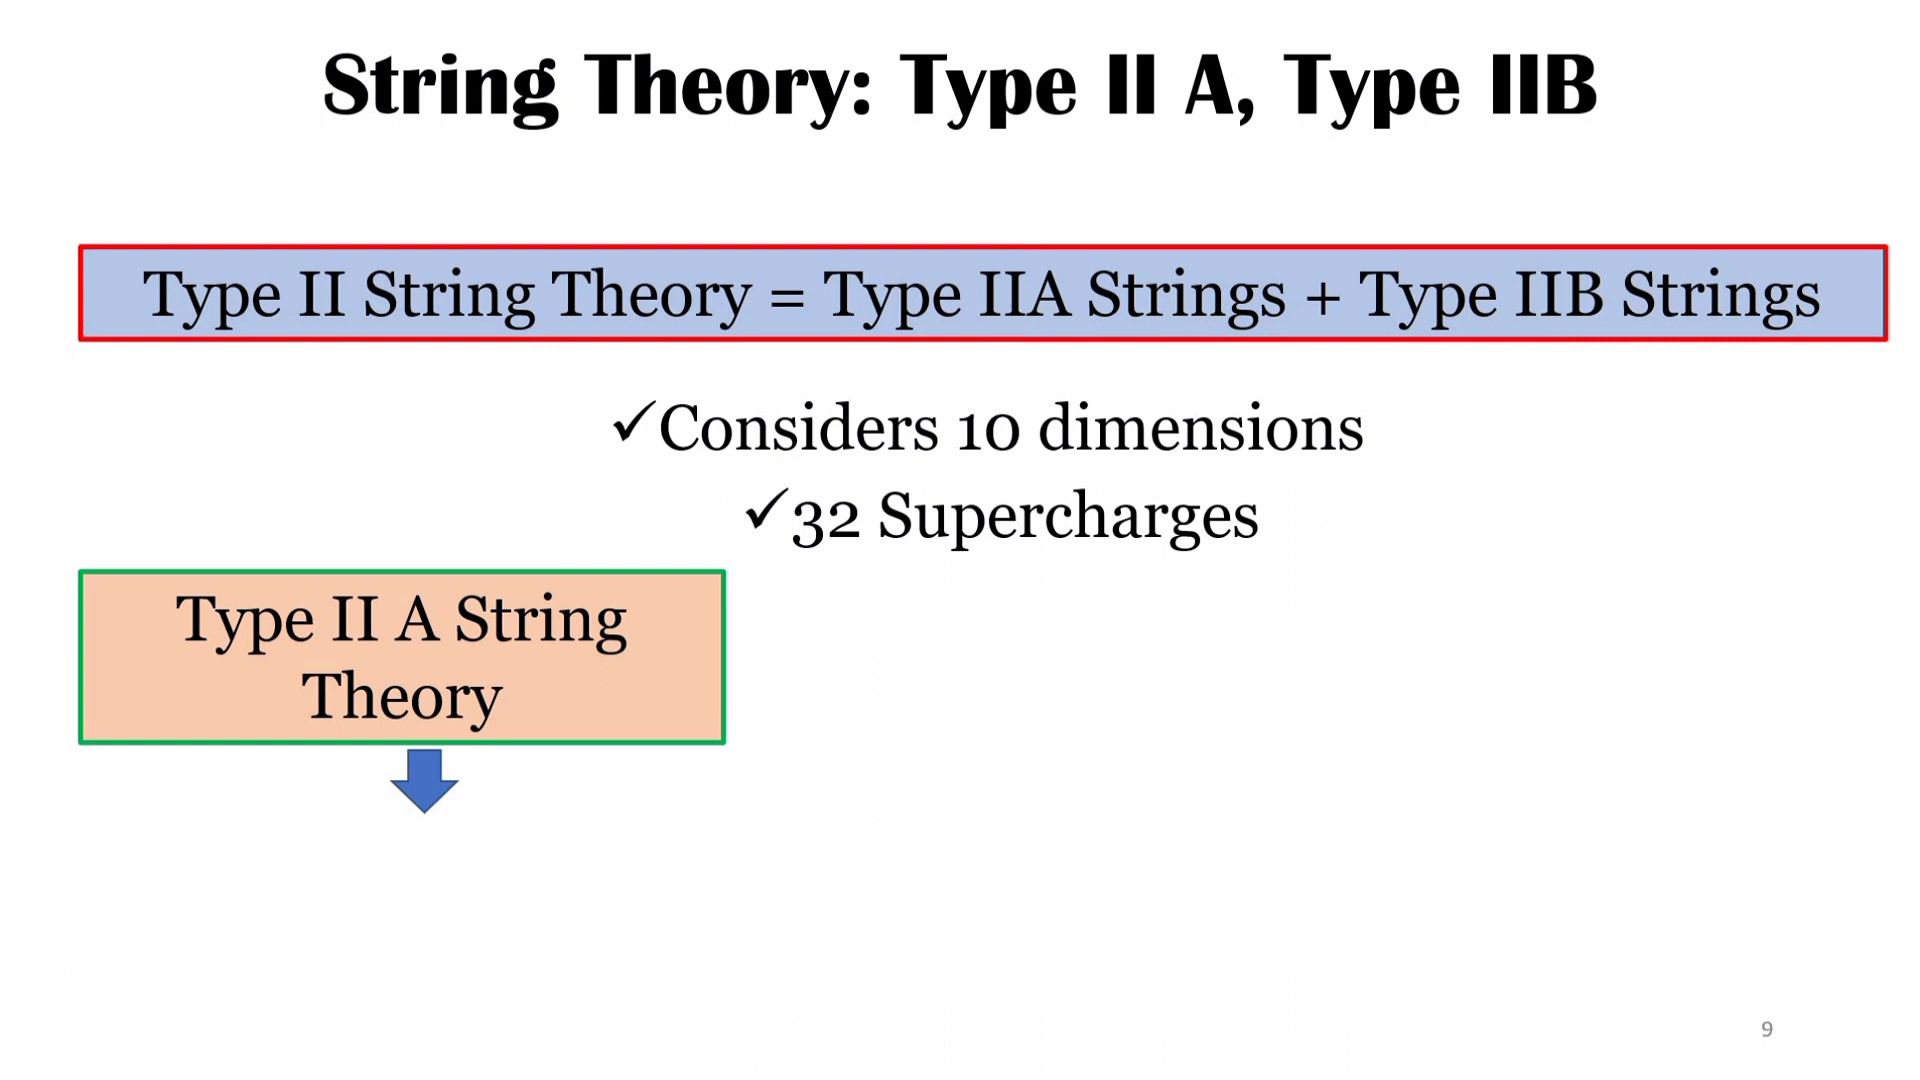 String Theory: Type II A, Type IIB
Type II String Theory = Type IIA Strings + Type IIB Strings
✓Considers 10 dimensions
✓32 Supercharges
Type II A String
Theory
9